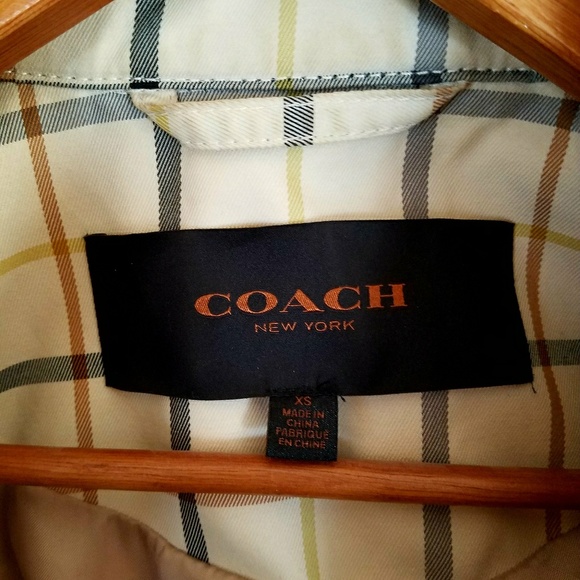 COACH
NEW YORK
XS
MADE IN
CHINA
FABRIQUÉ
EN CHINE